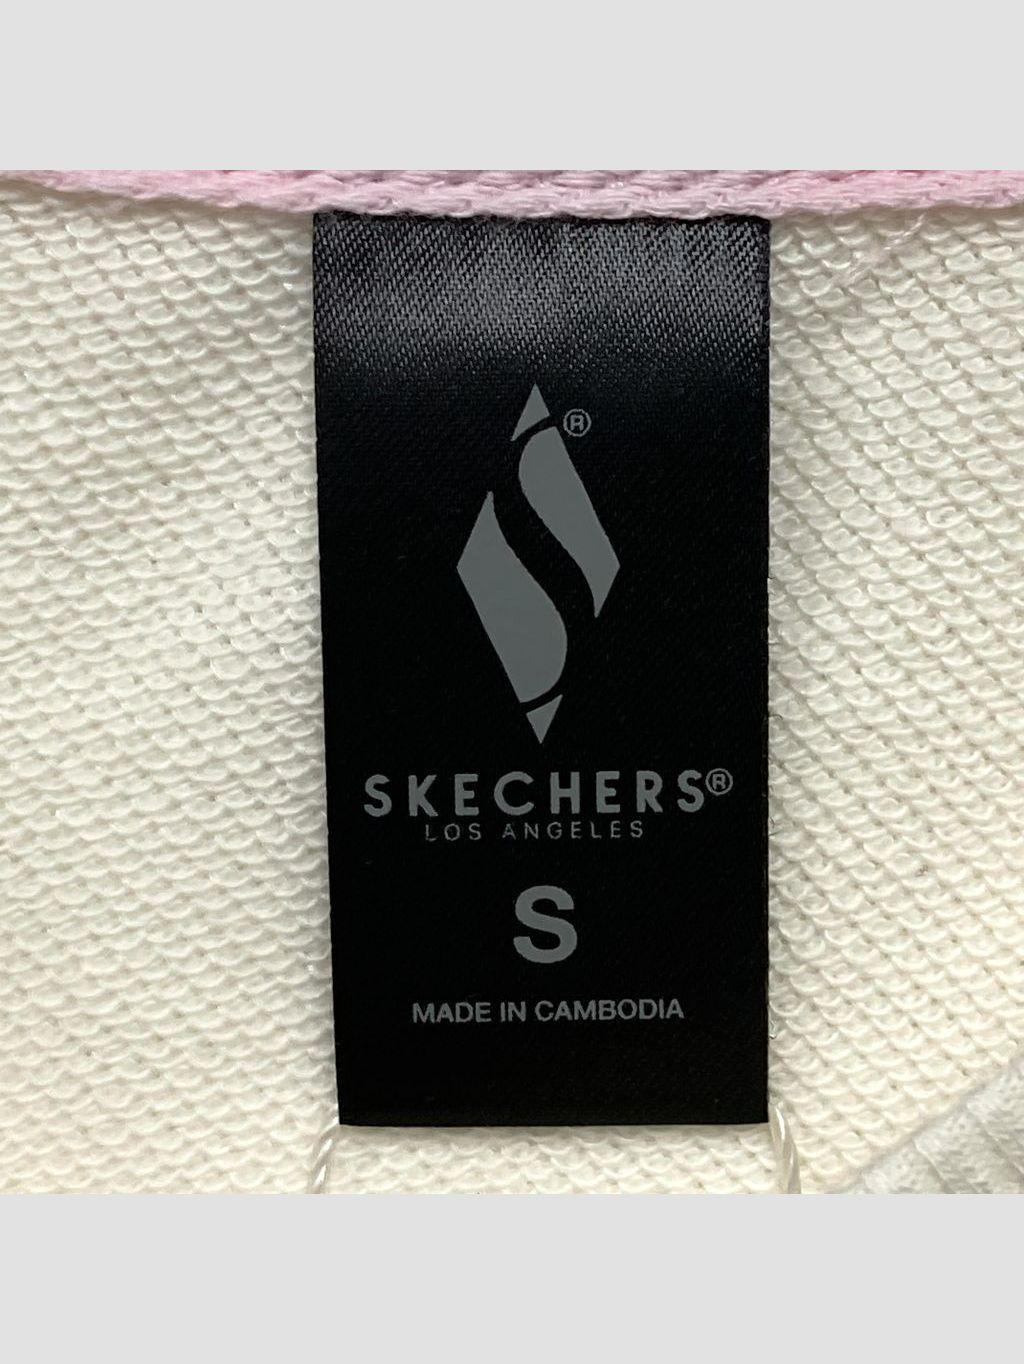 ®
SKECHERS®
LOS ANGELES
S
MADE IN CAMBODIA